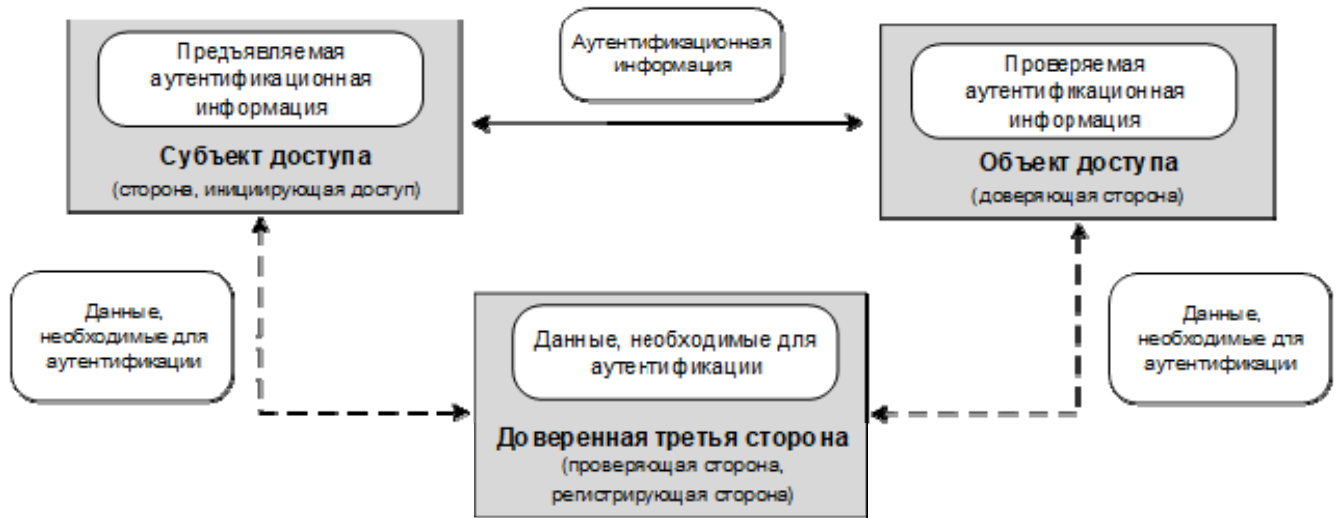 Предъявляемая
аутентификационная
информация
Субъект доступа
(сторона, инициирующая доступ)
Аутентификационная
информация
Проверяемая
аутентификационная
информация
Объект доступа
(доверяющая сторона)
Данные,
необходимые для
аутентификации
Данные, необходимые для
аутентификации
Доверенная третья сторона
(проверяющая сторона,
регистрирующая сторона)
Данные,
необходимые для
аутентификации